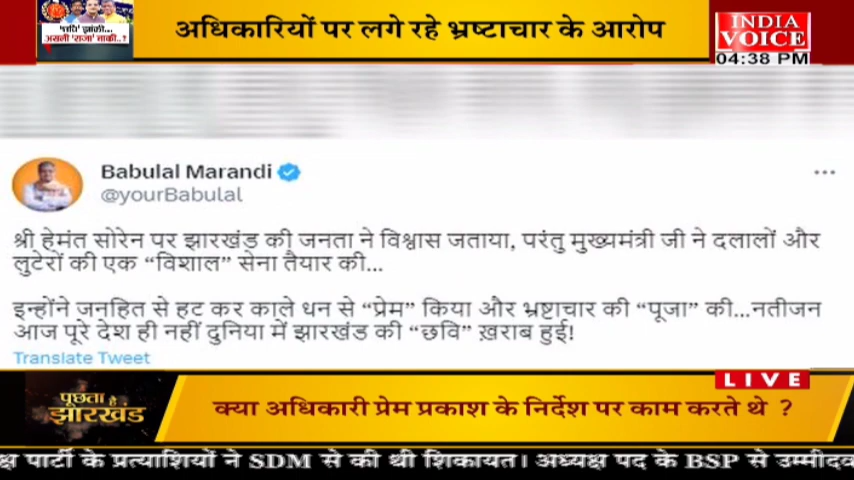 'छवि' झांकी...
असली 'राजा' बाकी..?
अधिकारियों पर लगे रहे भ्रष्टाचार के आरोप
INDIA
VOICE
04:38 PM
Babulal Marandi
@yourBabulal
श्री हेमंत सोरेन पर झारखंड की जनता ने विश्वास जताया, परंतु मुख्यमंत्री जी ने दलालों और
लुटेरों की एक “विशाल” सेना तैयार की...
इन्होंने जनहित से हट कर काले धन से “प्रेम” किया और भ्रष्टाचार की “पूजा” की...नतीजन
आज पूरे देश ही नहीं दुनिया में झारखंड की “छवि” ख़राब हुई!
Translate Tweet
LIVE
पूछता है
झारखंड
क्या अधिकारी प्रेम प्रकाश के निर्देश पर काम करते थे ?
पार्टी के प्रत्याशियों ने SDM से की थी शिकायत। अध्यक्ष पद के BSP से